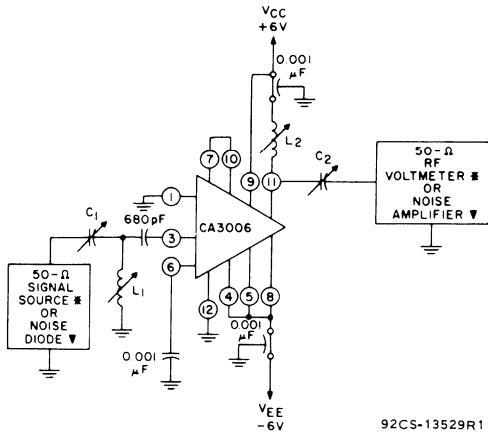 VCC
+6V
0.001
μF
L2
7
10
9
11
C2
50-Ω
RF
VOLTMETER *
OR
NOISE
AMPLIFIER ▼
1
CA3006
C1
680pF
3
6
L1
50-Ω
SIGNAL
SOURCE *
OR
NOISE
DIODE ▼
12
4
5
8
0.001
μF
0.001
μF
VEE
-6V
92CS-13529R1